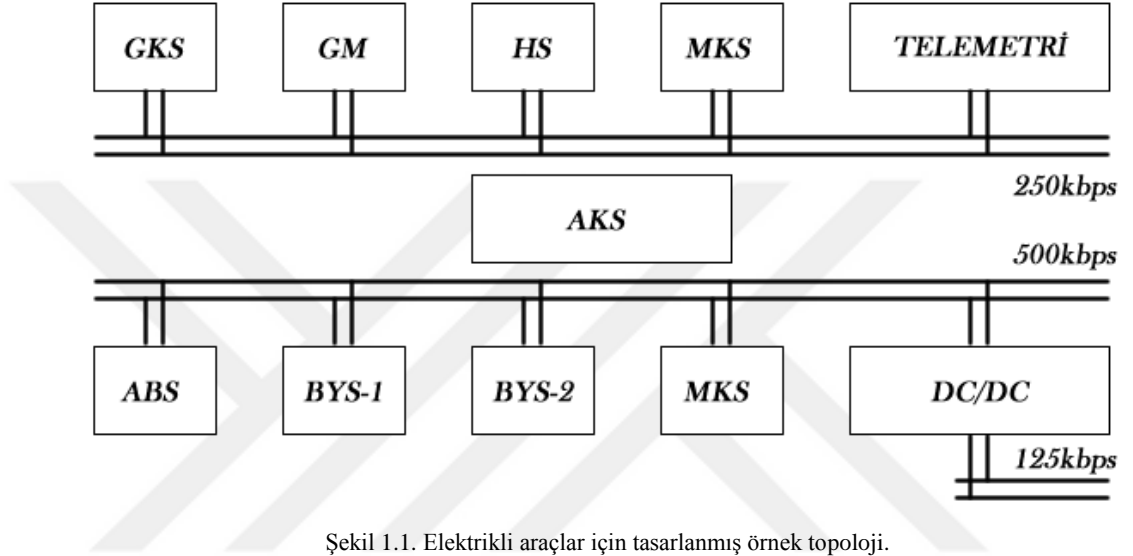 GKS GM HS MKS TELEMETRİ
250kbps
AKS
500kbps
ABS BYS-1 BYS-2 MKS DC/DC
125kbps
Şekil 1.1. Elektrikli araçlar için tasarlanmış örnek topoloji.